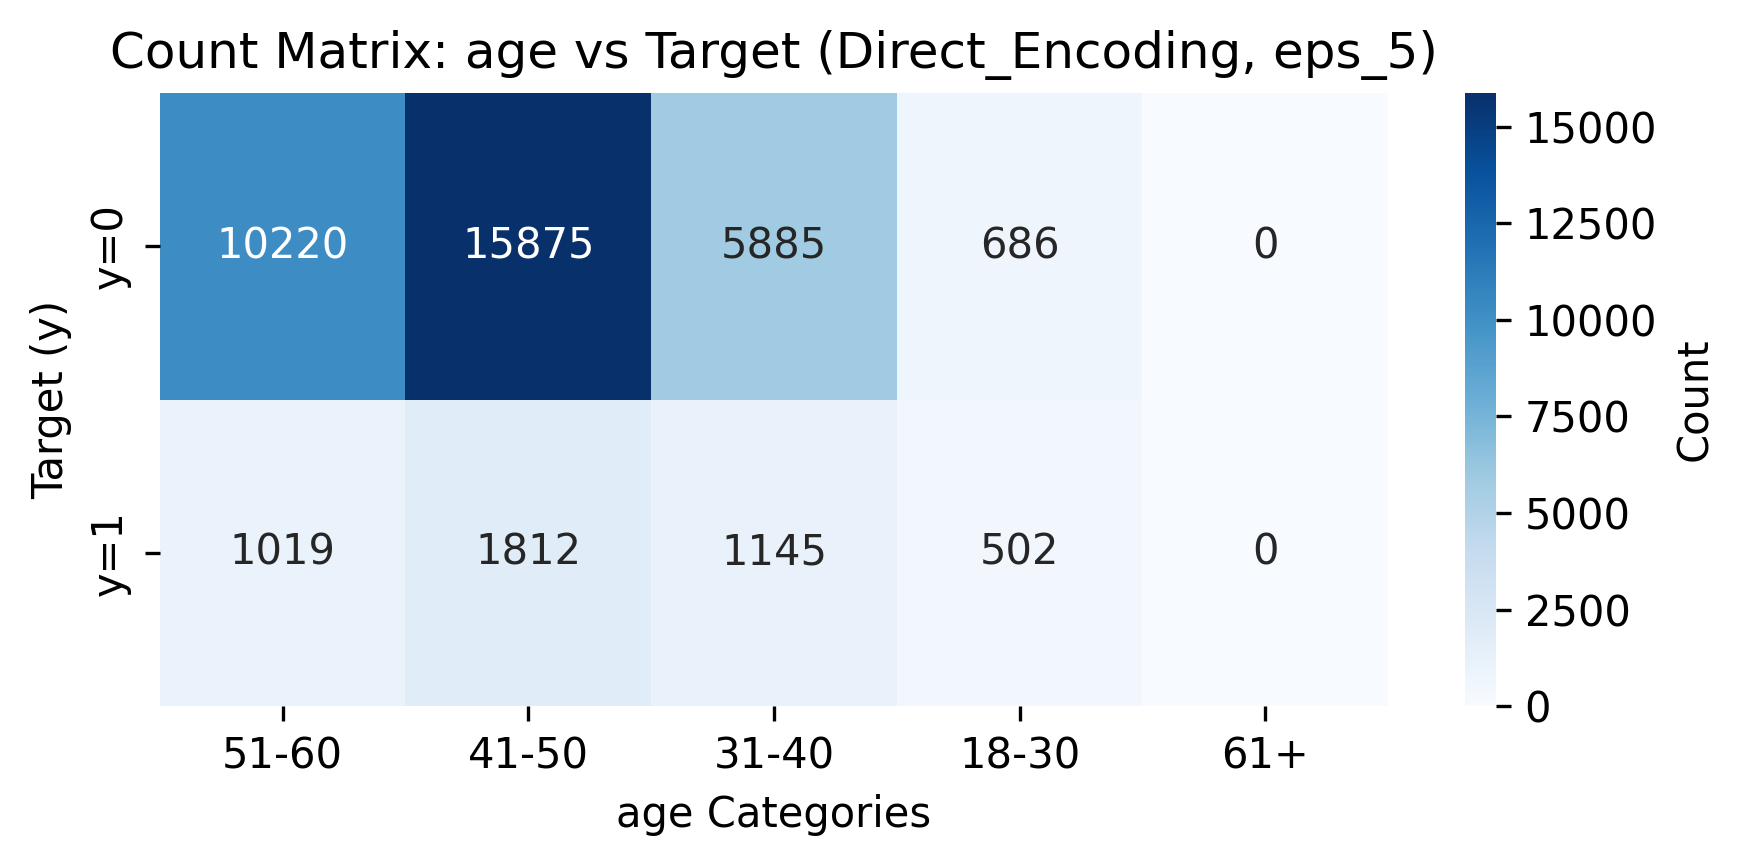 Count Matrix: age vs Target (Direct_Encoding, eps_5)
Target (y)
y=0
10220 15875 5885 686 0
y=1
1019 1812 1145 502 0
51-60 41-50 31-40 18-30 61+
age Categories
15000
12500
10000
7500
5000
2500
0
Count